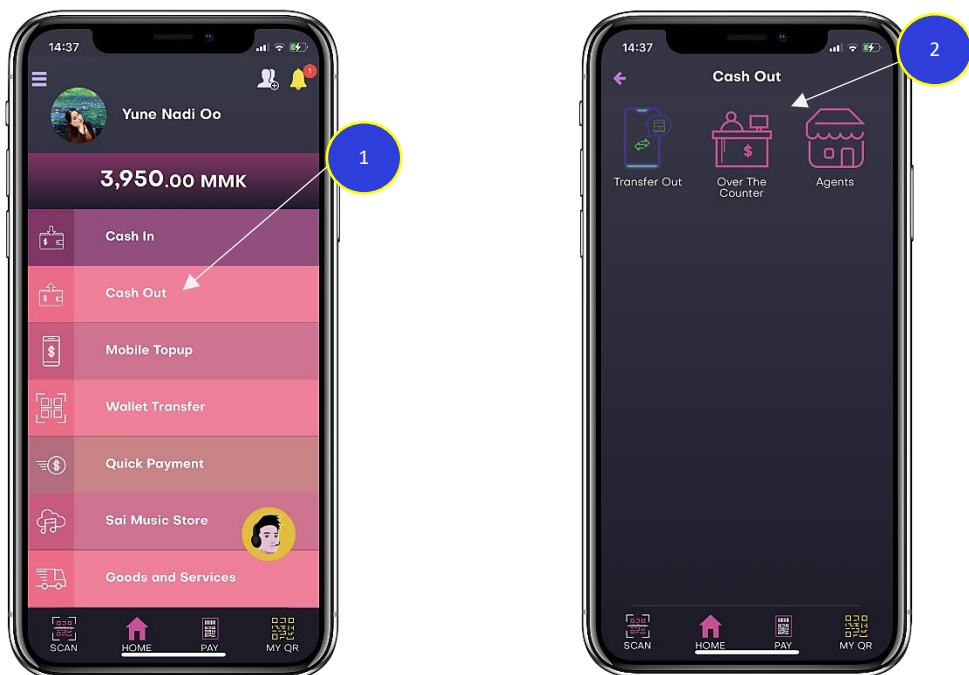 14:37
1
Yune Nadi Oo
3,950.00 MMK
Cash In
Cash Out
Mobile Topup
Wallet Transfer
Quick Payment
Sai Music Store
Goods and Services
SCAN HOME PAY MY QR
1
14:37
Cash Out
Transfer Out
Over The
Counter
Agents
SCAN HOME PAY MY QR
2